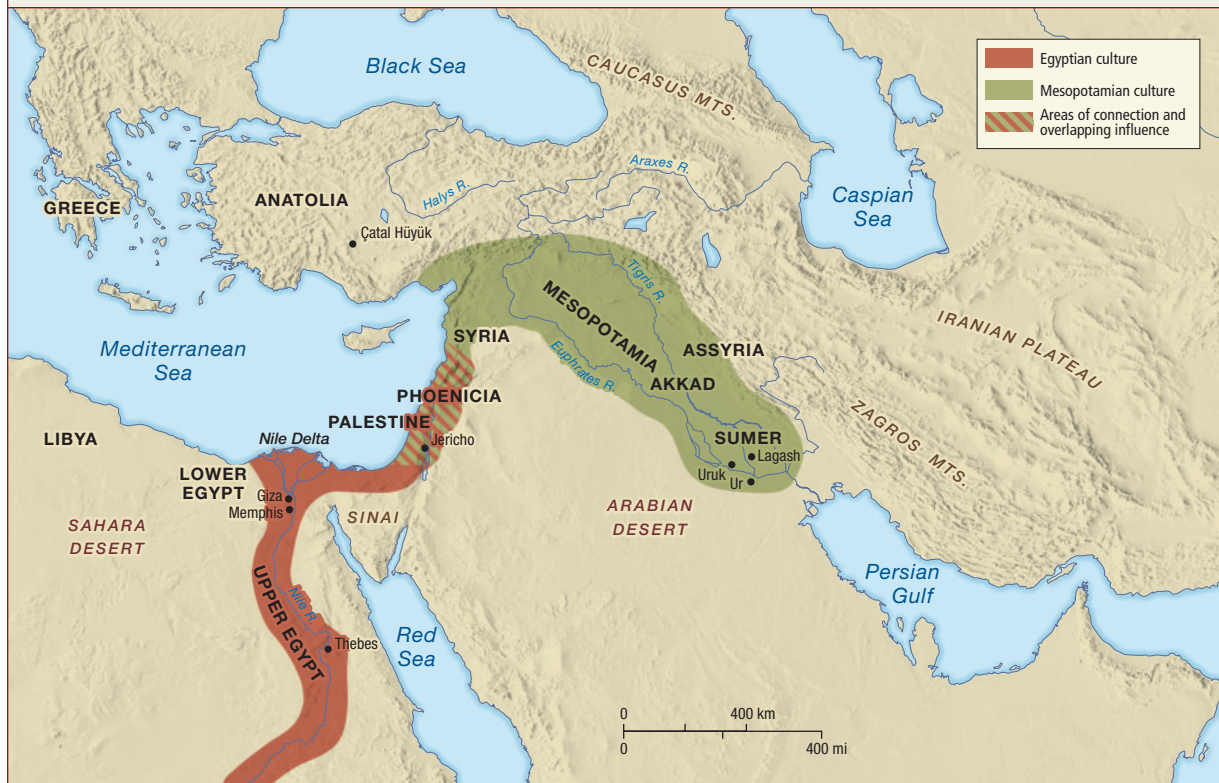 Black Sea
CAUCASUS MTS.
Egyptian culture
Mesopotamian culture
Areas of connection and
overlapping influence
Araxes R.
Halys R.
ANATOLIA
GREECE
Caspian
Sea
Çatal Hüyük
Tigris R.
MESOPOTAMIA
IRANIAN PLATEAU
SYRIA
ASSYRIA
Mediterranean
Sea
Euphrates R.
AKKAD
PHOENICIA
PALESTINE
ZAGROS MTS.
LIBYA
Nile Delta
Jericho
SUMER
Lagash
Uruk
Ur
LOWER
EGYPT
Giza
Memphis
SINAI
ARABIAN
DESERT
SAHARA
DESERT
Persian
Gulf
UPPER EGYPT
Nile R.
Red
Sea
Thebes
0 400 km
0 400 mi